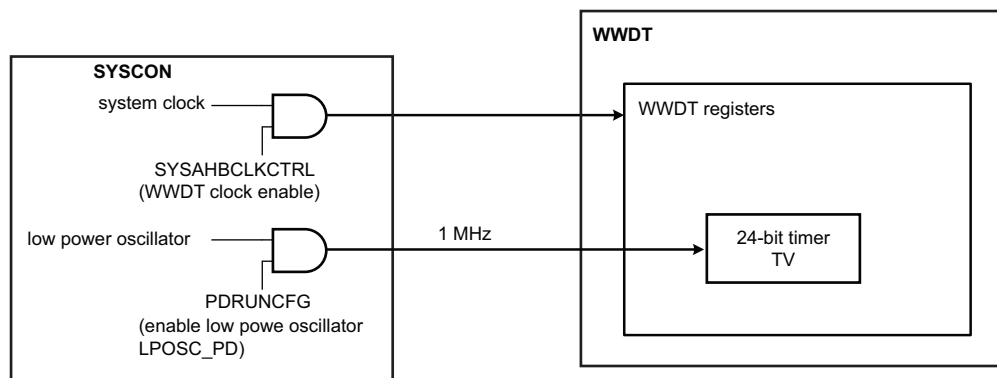 WWDT
SYSCON
system clock
WWDT registers
SYSAHBCLKCTRL
(WWDT clock enable)
low power oscillator
1 MHz
24-bit timer
TV
PDRUNCFG
(enable low powe oscillator
LPOSC_PD)